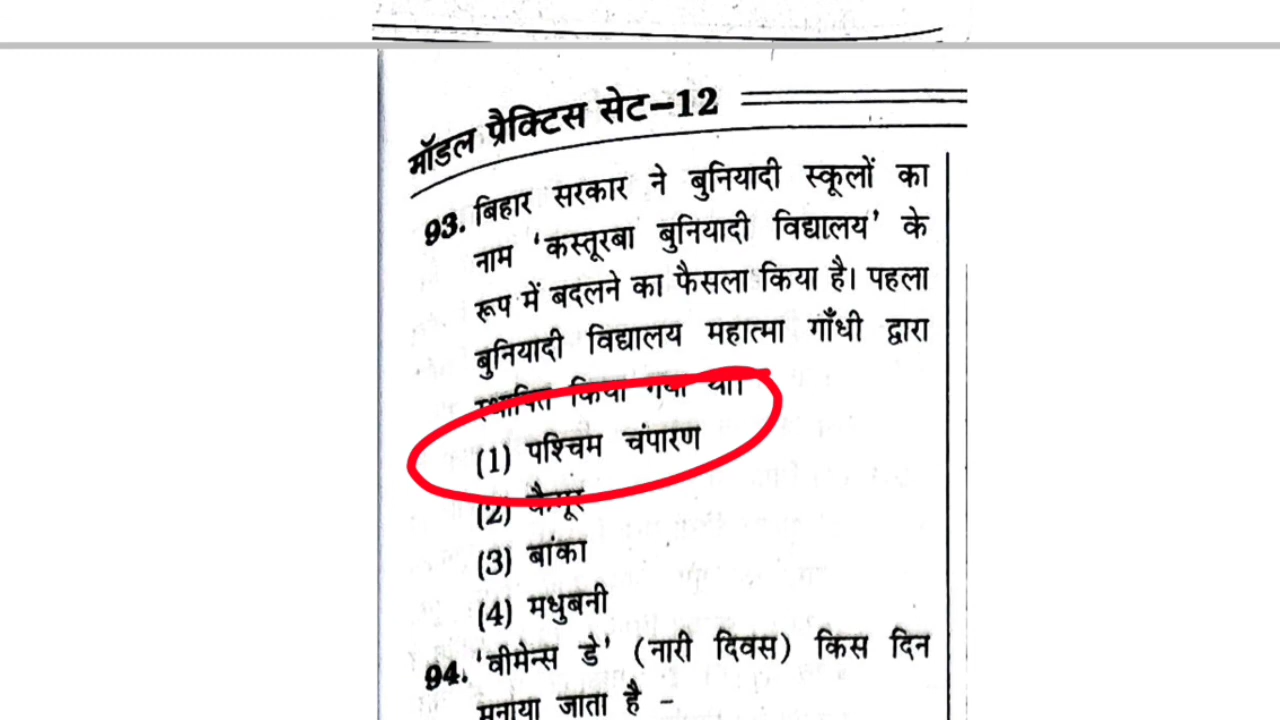 मॉडल प्रैक्टिस सेट–12
93. बिहार सरकार ने बुनियादी स्कूलों का
नाम ‘कस्तूरबा बुनियादी विद्यालय’ के
रूप में बदलने का फैसला किया है। पहला
बुनियादी विद्यालय महात्मा गाँधी द्वारा
स्थापित किया गया था।
(1) पश्चिम चंपारण
(2) कैमूर
(3) बांका
(4) मधुबनी
94. ‘वीमेन्स डे’ (नारी दिवस) किस दिन
मनाया जाता है –